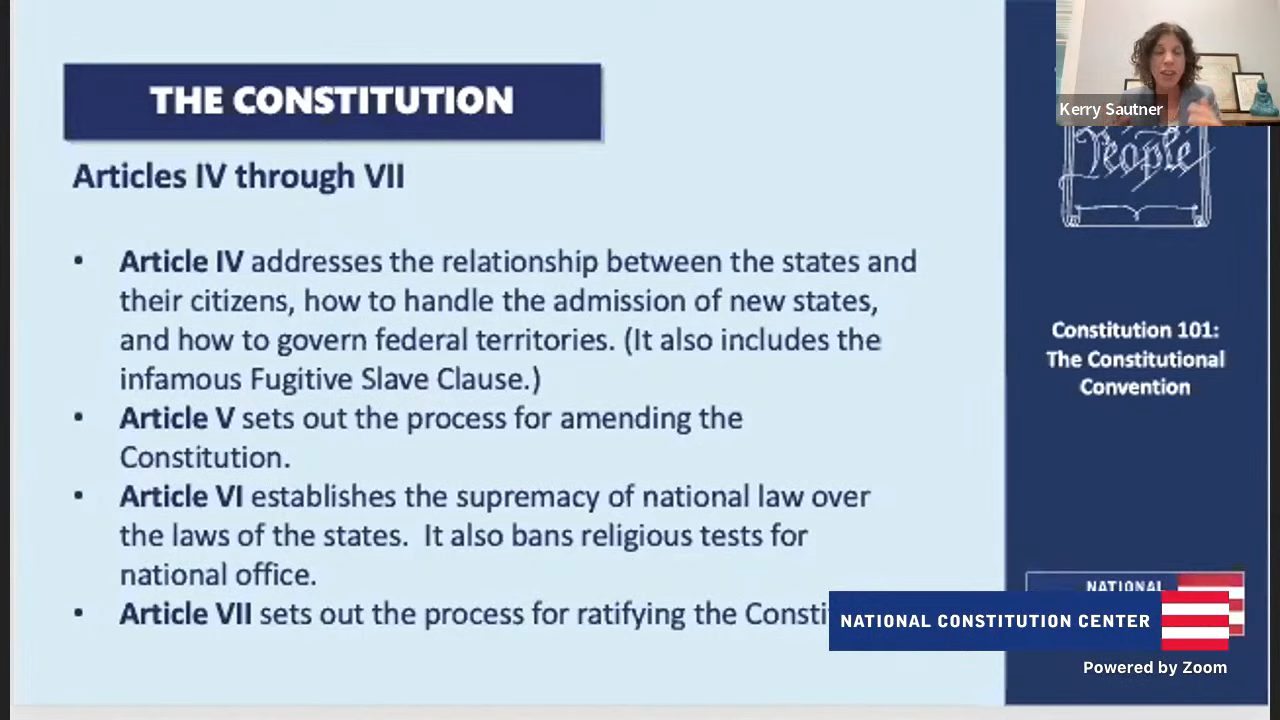 THE CONSTITUTION
Articles IV through VII
• Article IV addresses the relationship between the states and
their citizens, how to handle the admission of new states,
and how to govern federal territories. (It also includes the
infamous Fugitive Slave Clause.)
• Article V sets out the process for amending the
Constitution.
• Article VI establishes the supremacy of national law over
the laws of the states. It also bans religious tests for
national office.
• Article VII sets out the process for ratifying the Consti
Kerry Sautner
People
Constitution 101:
The Constitutional
Convention
NATIONAL
NATIONAL CONSTITUTION CENTER
Powered by Zoom